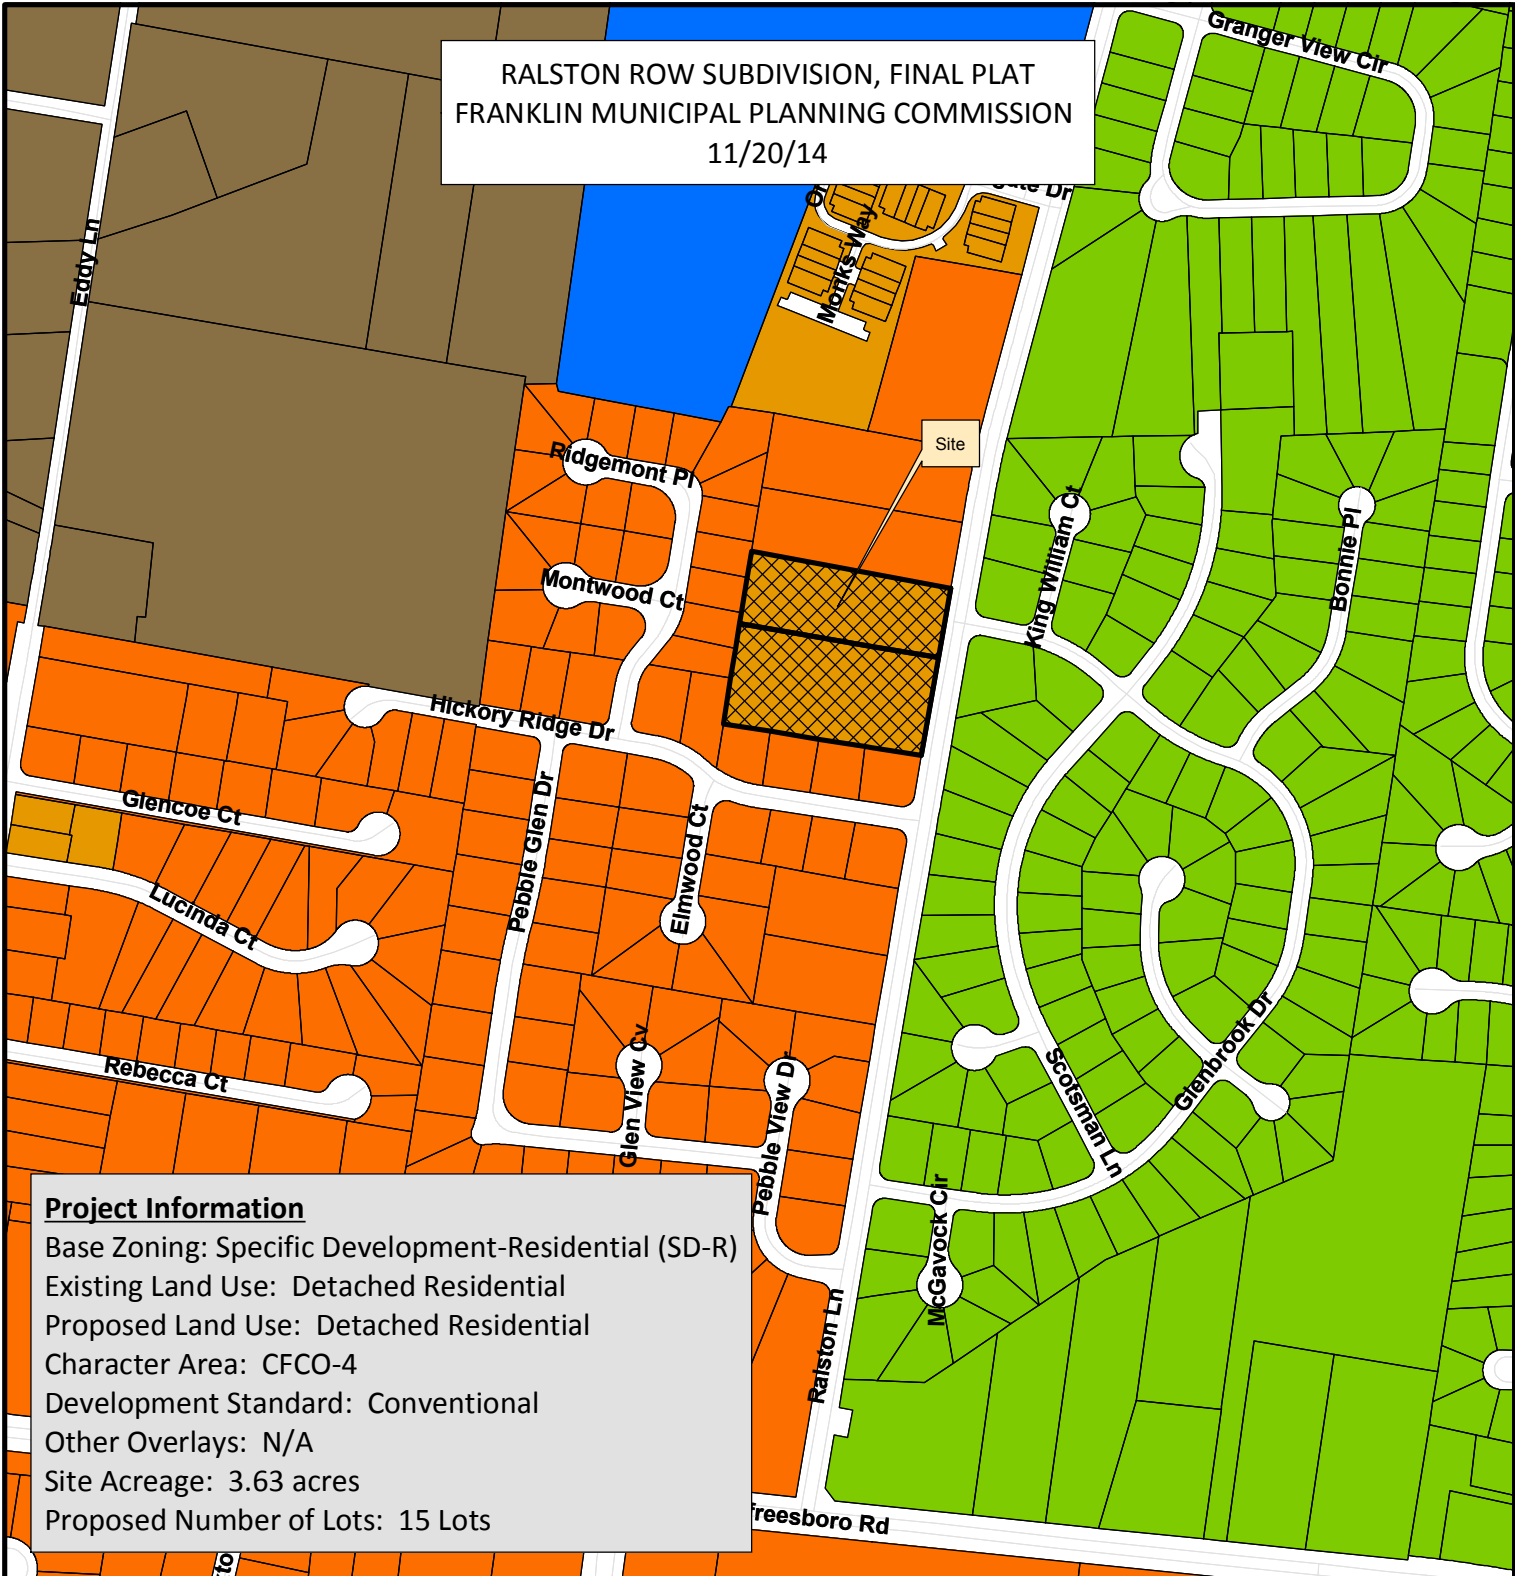 RALSTON ROW SUBDIVISION, FINAL PLAT
FRANKLIN MUNICIPAL PLANNING COMMISSION
11/20/14
Granger View Cir
Dr
Monks Way
Eddy Ln
Site
Ridgemont Pl
King William Ct
Bonnie Pl
Montwood Ct
Hickory Ridge Dr
Glencoe Ct
Pebble Glen Dr
Elmwood Ct
Lucinda Ct
Rebecca Ct
Glen View Cv
Pebble View Dr
Scotsman Ln
Glenbrook Dr
McGavock Cir
Ralston Ln
Project Information
Base Zoning: Specific Development-Residential (SD-R)
Existing Land Use: Detached Residential
Proposed Land Use: Detached Residential
Character Area: CFCO-4
Development Standard: Conventional
Other Overlays: N/A
Site Acreage: 3.63 acres
Proposed Number of Lots: 15 Lots
freesboro Rd